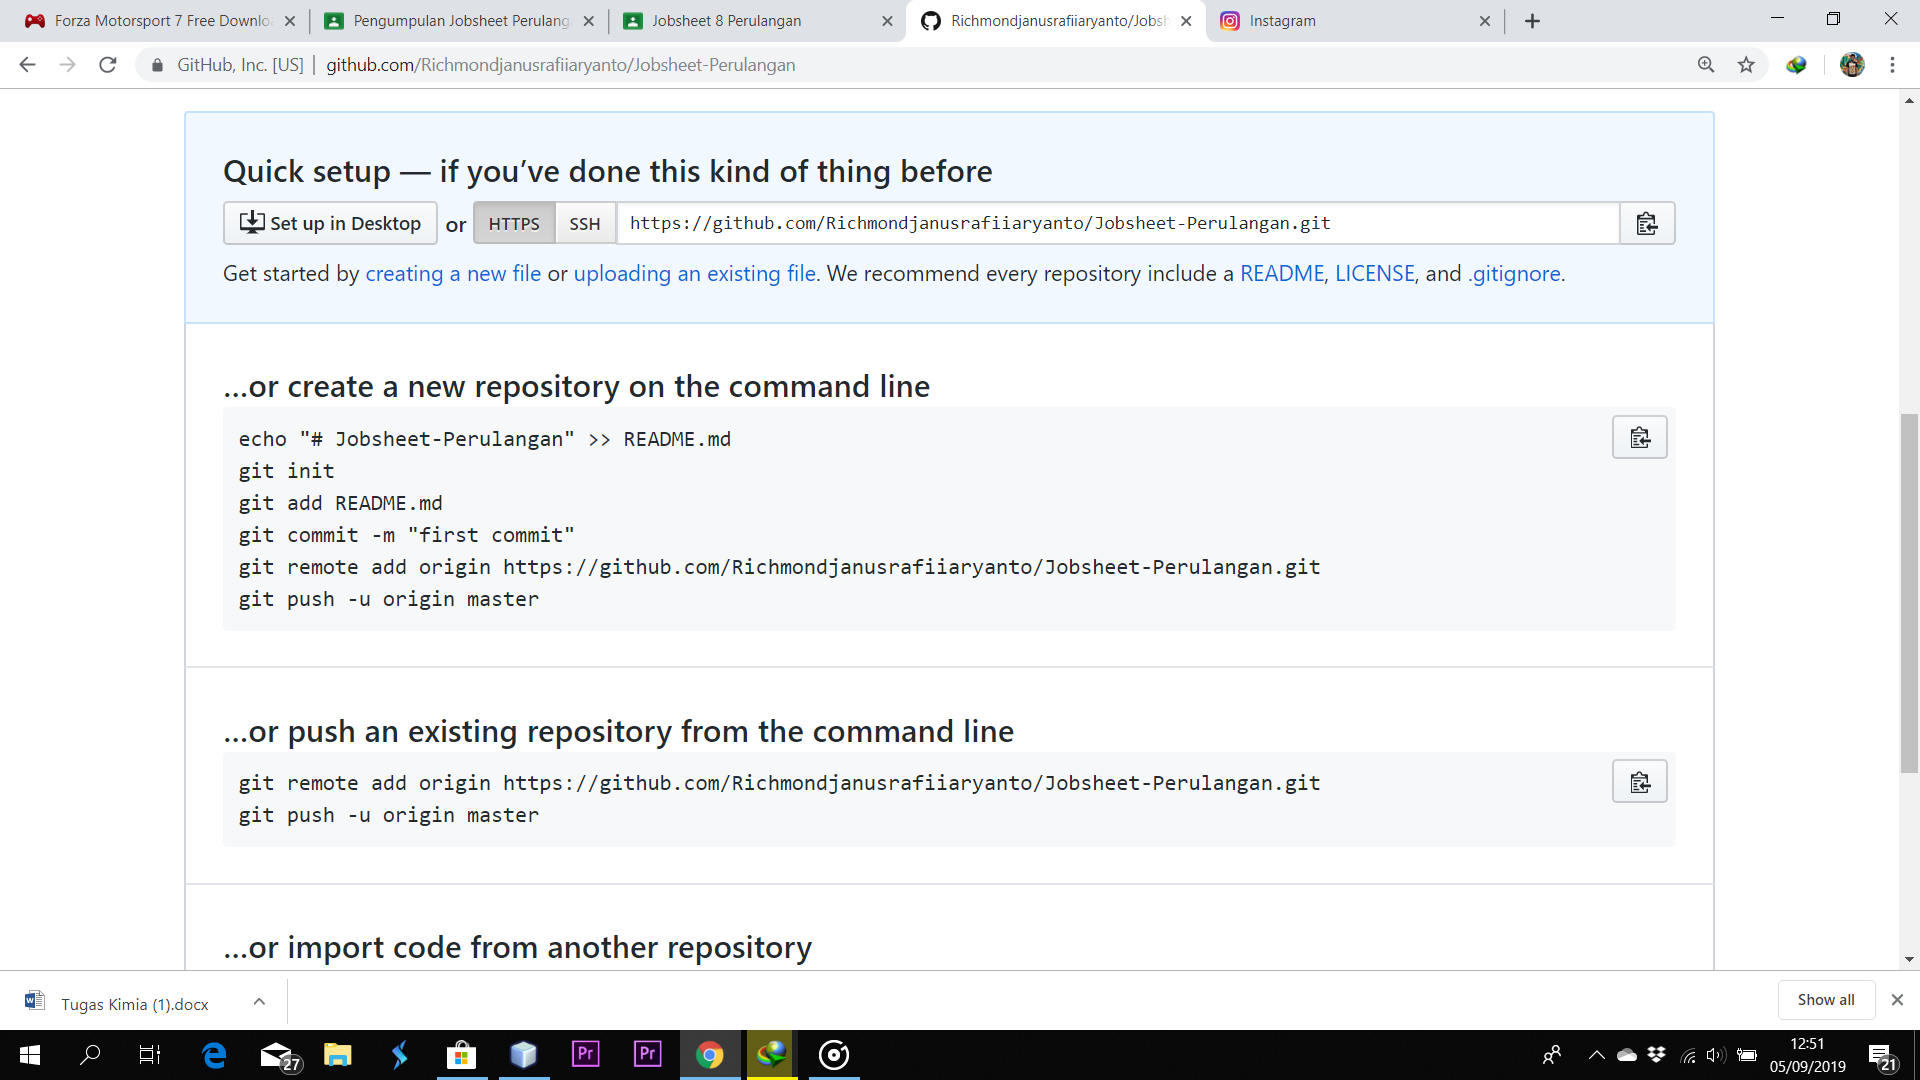 Forza Motorsport 7 Free Downlo
Pengumpulan Jobsheet Perulang
Jobsheet 8 Perulangan
Richmondjanusrafiiaryanto/Jobsh
Instagram
GitHub, Inc. [US] | github.com/Richmondjanusrafiiaryanto/Jobsheet-Perulangan
Quick setup — if you’ve done this kind of thing before
Set up in Desktop or HTTPS SSH https://github.com/Richmondjanusrafiiaryanto/Jobsheet-Perulangan.git
Get started by creating a new file or uploading an existing file. We recommend every repository include a README, LICENSE, and .gitignore.
…or create a new repository on the command line
echo "# Jobsheet-Perulangan" >> README.md
git init
git add README.md
git commit -m "first commit"
git remote add origin https://github.com/Richmondjanusrafiiaryanto/Jobsheet-Perulangan.git
git push -u origin master
…or push an existing repository from the command line
git remote add origin https://github.com/Richmondjanusrafiiaryanto/Jobsheet-Perulangan.git
git push -u origin master
…or import code from another repository
Tugas Kimia (1).docx
Show all
27
Pr
Pr
12:51
05/09/2019
21